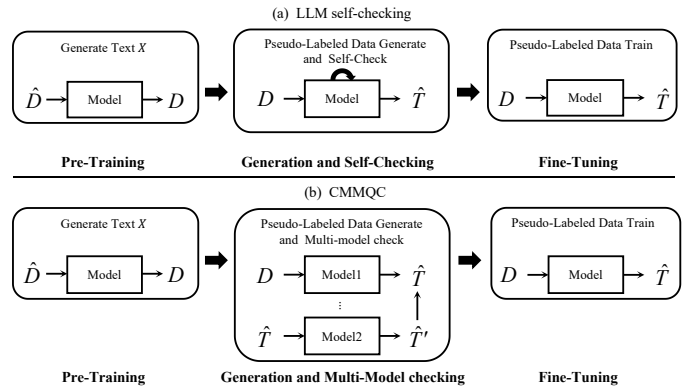 (a) LLM self-checking
Generate Text X
D̂ Model D
Pre-Training
Pseudo-Labeled Data Generate
and Self-Check
D Model T̂
Generation and Self-Checking
Pseudo-Labeled Data Train
D Model T̂
Fine-Tuning
(b) CMMQC
Generate Text X
D̂ Model D
Pre-Training
Pseudo-Labeled Data Generate
and Multi-model check
D Model1 T̂
⋮
T̂ Model2 T̂′
Generation and Multi-Model checking
Pseudo-Labeled Data Train
D Model T̂
Fine-Tuning